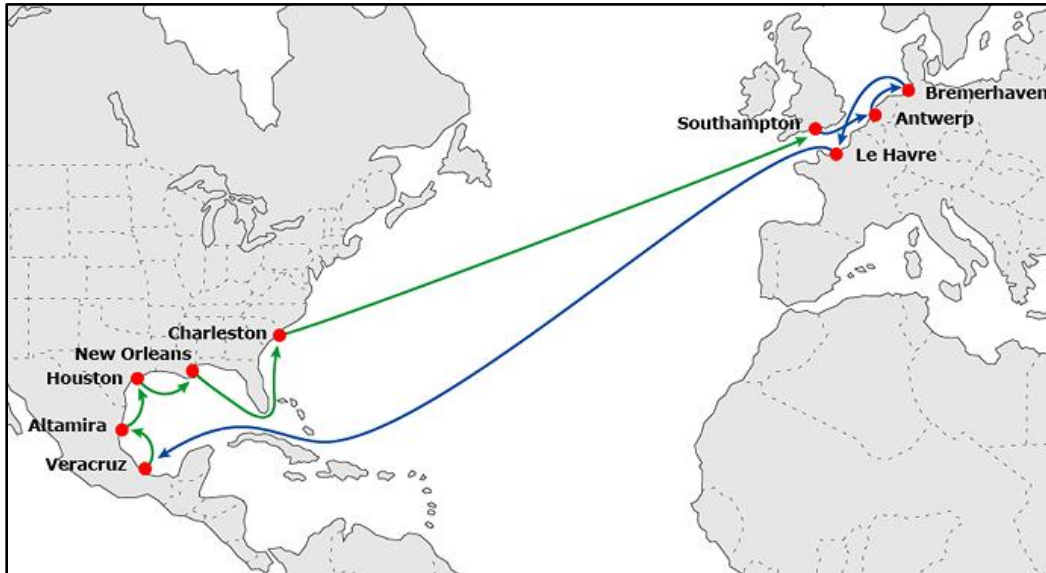 Bremerhaven
Southampton
Antwerp
Le Havre
Charleston
New Orleans
Houston
Altamira
Veracruz